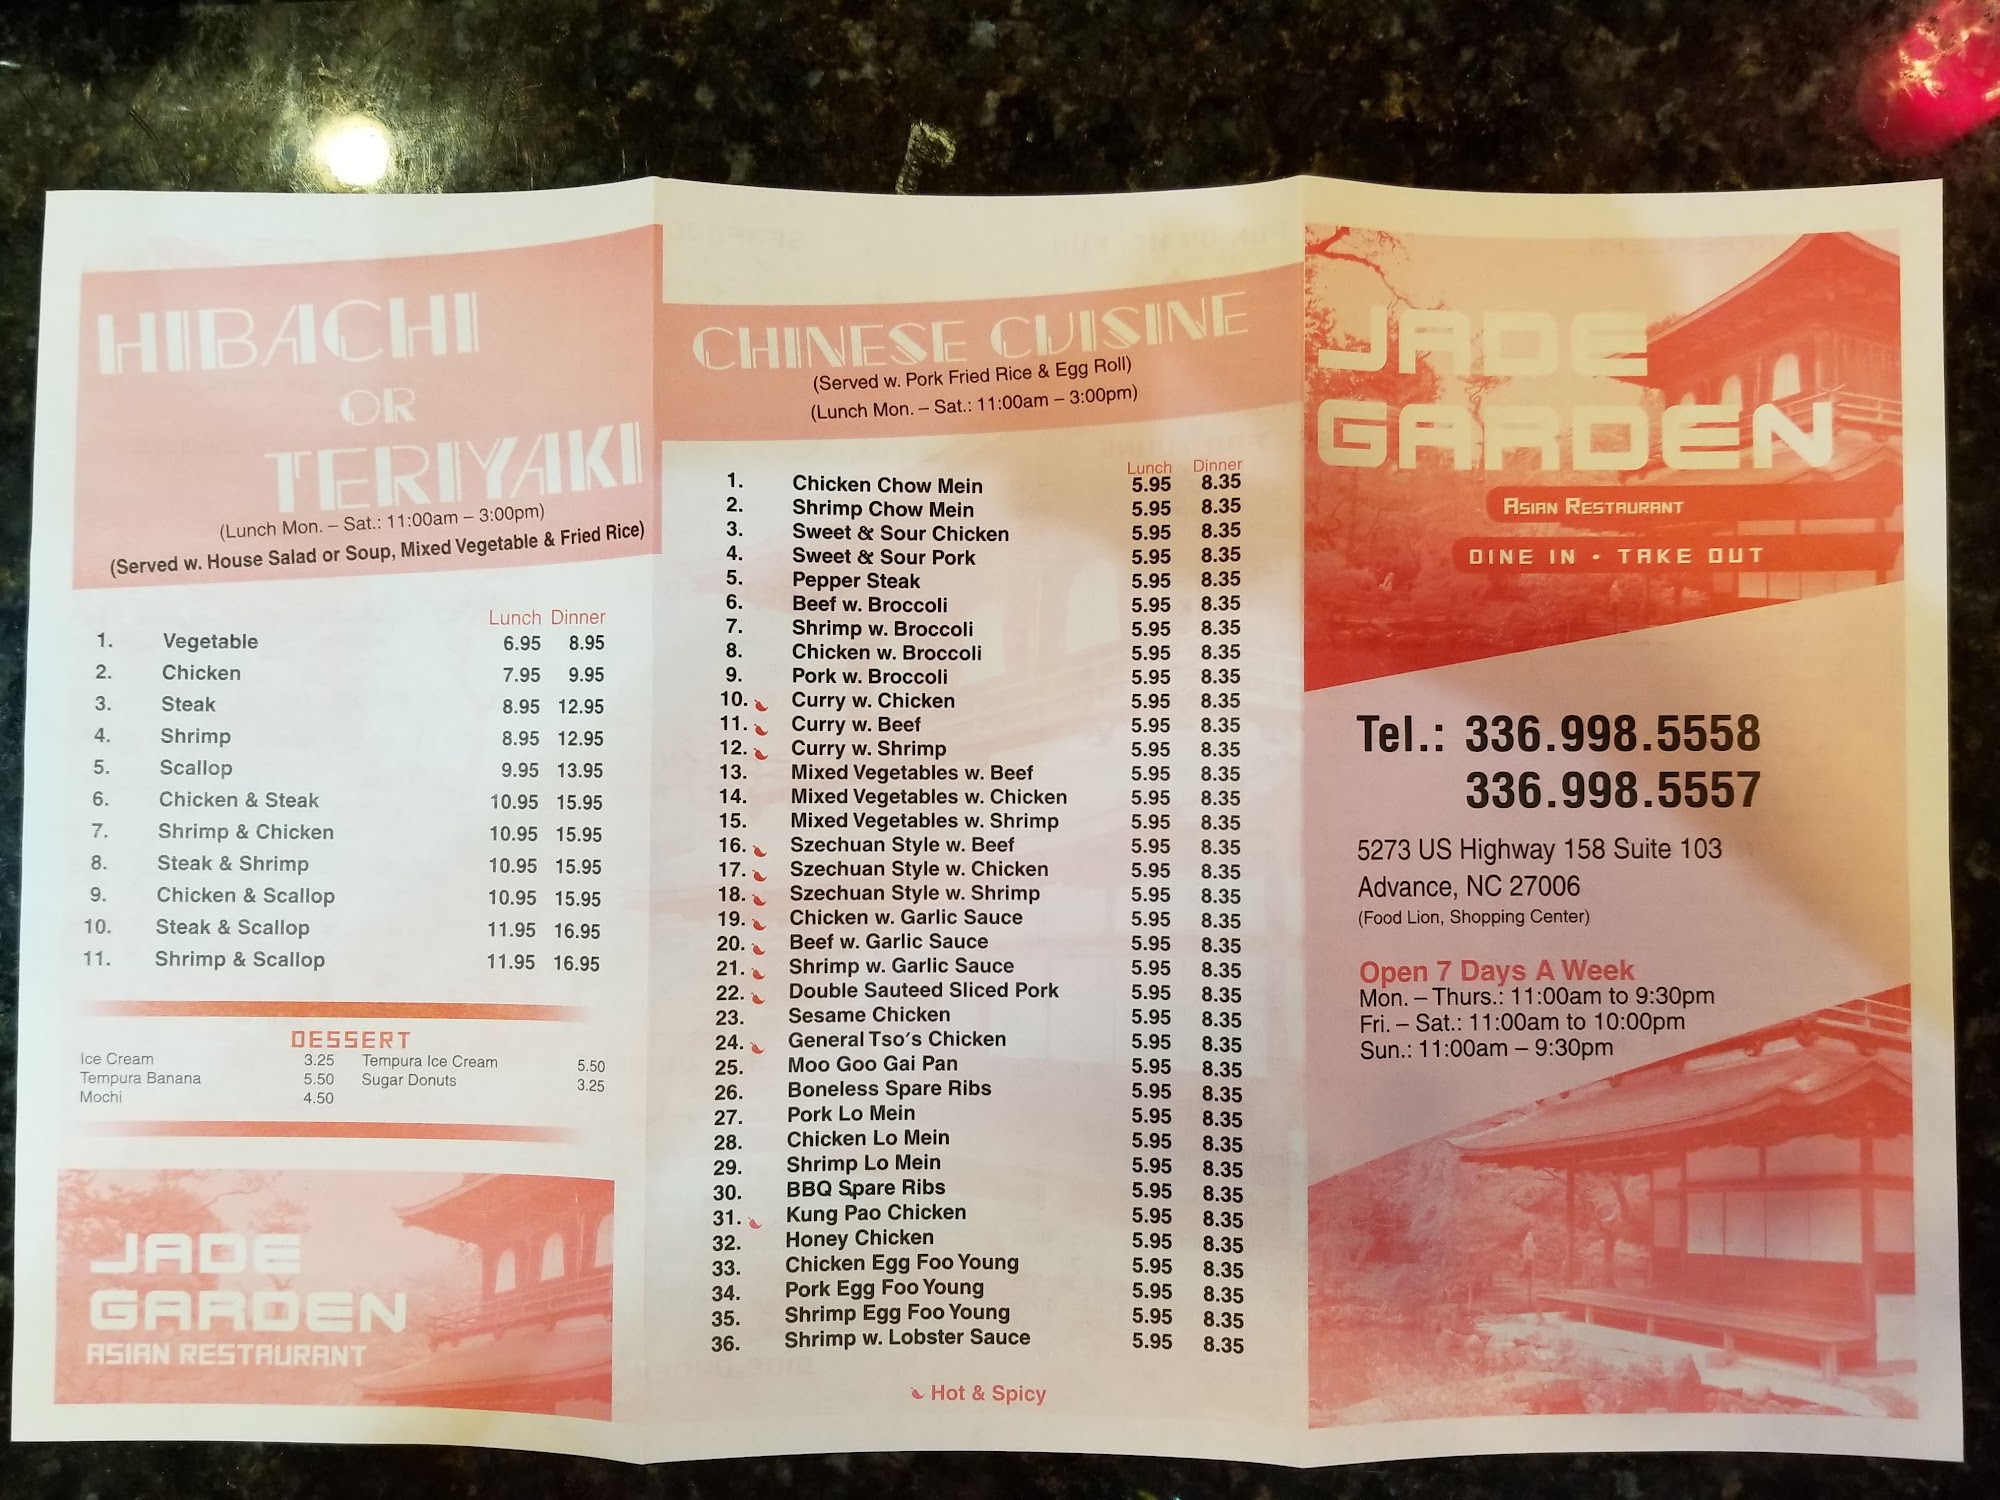 HIBACHI
OR
TERIYAKI
(Lunch Mon. – Sat.: 11:00am – 3:00pm)
(Served w. House Salad or Soup, Mixed Vegetable & Fried Rice)
Lunch Dinner
1. Vegetable 6.95 8.95
2. Chicken 7.95 9.95
3. Steak 8.95 12.95
4. Shrimp 8.95 12.95
5. Scallop 9.95 13.95
6. Chicken & Steak 10.95 15.95
7. Shrimp & Chicken 10.95 15.95
8. Steak & Shrimp 10.95 15.95
9. Chicken & Scallop 10.95 15.95
10. Steak & Scallop 11.95 16.95
11. Shrimp & Scallop 11.95 16.95
DESSERT
Ice Cream 3.25 Tempura Ice Cream 5.50
Tempura Banana 5.50 Sugar Donuts 3.25
Mochi 4.50
JADE
GARDEN
ASIAN RESTAURANT
CHINESE CUISINE
(Served w. Pork Fried Rice & Egg Roll)
(Lunch Mon. – Sat.: 11:00am – 3:00pm)
Lunch Dinner
1. Chicken Chow Mein 5.95 8.35
2. Shrimp Chow Mein 5.95 8.35
3. Sweet & Sour Chicken 5.95 8.35
4. Sweet & Sour Pork 5.95 8.35
5. Pepper Steak 5.95 8.35
6. Beef w. Broccoli 5.95 8.35
7. Shrimp w. Broccoli 5.95 8.35
8. Chicken w. Broccoli 5.95 8.35
9. Pork w. Broccoli 5.95 8.35
10. Curry w. Chicken 5.95 8.35
11. Curry w. Beef 5.95 8.35
12. Curry w. Shrimp 5.95 8.35
13. Mixed Vegetables w. Beef 5.95 8.35
14. Mixed Vegetables w. Chicken 5.95 8.35
15. Mixed Vegetables w. Shrimp 5.95 8.35
16. Szechuan Style w. Beef 5.95 8.35
17. Szechuan Style w. Chicken 5.95 8.35
18. Szechuan Style w. Shrimp 5.95 8.35
19. Chicken w. Garlic Sauce 5.95 8.35
20. Beef w. Garlic Sauce 5.95 8.35
21. Shrimp w. Garlic Sauce 5.95 8.35
22. Double Sauteed Sliced Pork 5.95 8.35
23. Sesame Chicken 5.95 8.35
24. General Tso's Chicken 5.95 8.35
25. Moo Goo Gai Pan 5.95 8.35
26. Boneless Spare Ribs 5.95 8.35
27. Pork Lo Mein 5.95 8.35
28. Chicken Lo Mein 5.95 8.35
29. Shrimp Lo Mein 5.95 8.35
30. BBQ Spare Ribs 5.95 8.35
31. Kung Pao Chicken 5.95 8.35
32. Honey Chicken 5.95 8.35
33. Chicken Egg Foo Young 5.95 8.35
34. Pork Egg Foo Young 5.95 8.35
35. Shrimp Egg Foo Young 5.95 8.35
36. Shrimp w. Lobster Sauce 5.95 8.35
Hot & Spicy
JADE
GARDEN
ASIAN RESTAURANT
DINE IN • TAKE OUT
Tel.: 336.998.5558
336.998.5557
5273 US Highway 158 Suite 103
Advance, NC 27006
(Food Lion, Shopping Center)
Open 7 Days A Week
Mon. – Thurs.: 11:00am to 9:30pm
Fri. – Sat.: 11:00am to 10:00pm
Sun.: 11:00am – 9:30pm